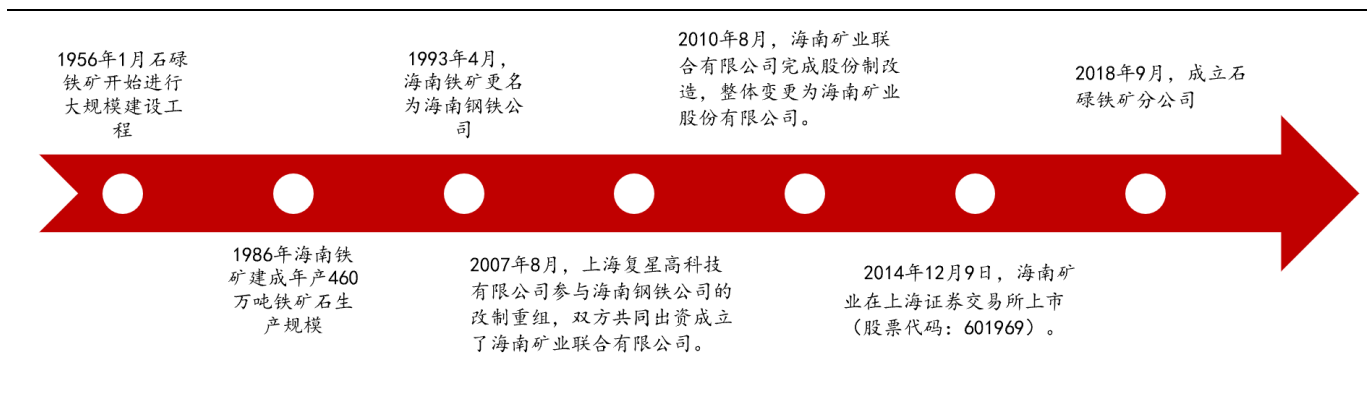 1956年1月石碌
铁矿开始进行
大规模建设工
程
1986年海南铁
矿建成年产460
万吨铁矿石生
产规模
1993年4月，
海南铁矿更名
为海南钢铁公
司
2007年8月，上海复星高科技
有限公司参与海南钢铁公司的
改制重组，双方共同出资成立
了海南矿业联合有限公司。
2010年8月，海南矿业联
合有限公司完成股份制改
造，整体变更为海南矿业
股份有限公司。
2014年12月9日，海南矿
业在上海证券交易所上市
（股票代码：601969）。
2018年9月，成立石
碌铁矿分公司